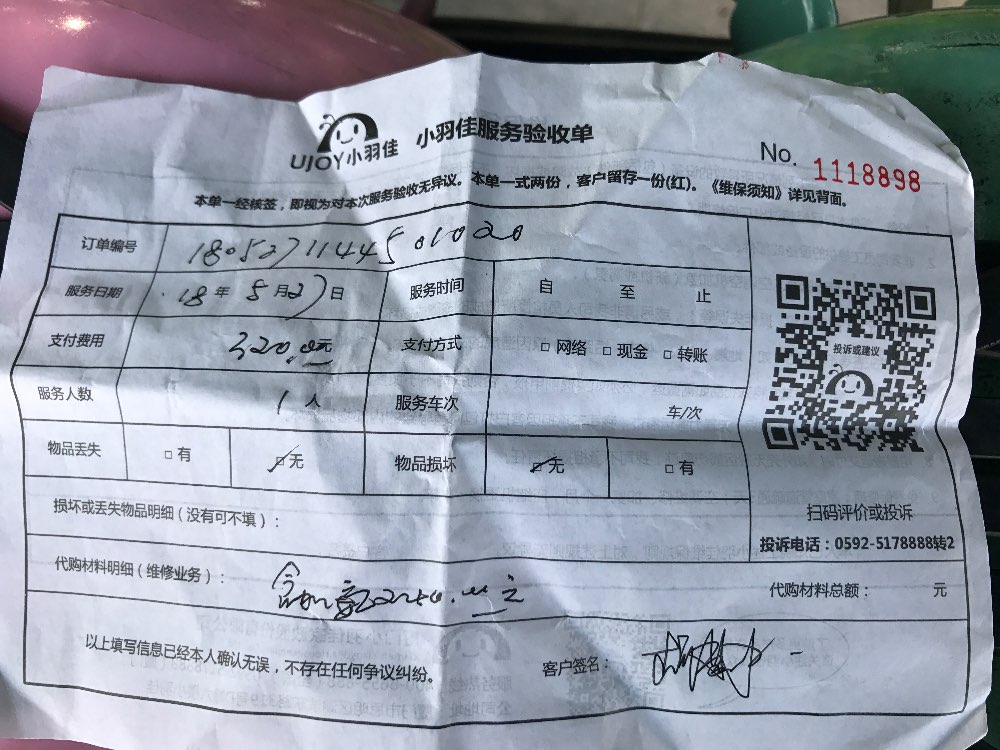 UJOY小羽佳 小羽佳服务验收单
No. 1118898
本单一经核签，即视为对本次服务验收无异议。本单一式两份，客户留存一份(红)。《维保须知》详见背面。
订单编号 180527114450 1020
服务日期 18年5月27日 服务时间 自 至 止
支付费用 320.00元 支付方式 □网络 □现金 □转账
服务人数 1人 服务车次 车/次
物品丢失 □有 ☑无 物品损坏 ☑无 □有
投诉或建议
扫码评价或投诉
投诉电话：0592-5178888转2
损坏或丢失物品明细（没有可不填）：
代购材料明细（维修业务）： 代购材料总额： 元
以上填写信息已经本人确认无误，不存在任何争议纠纷。 客户签名：